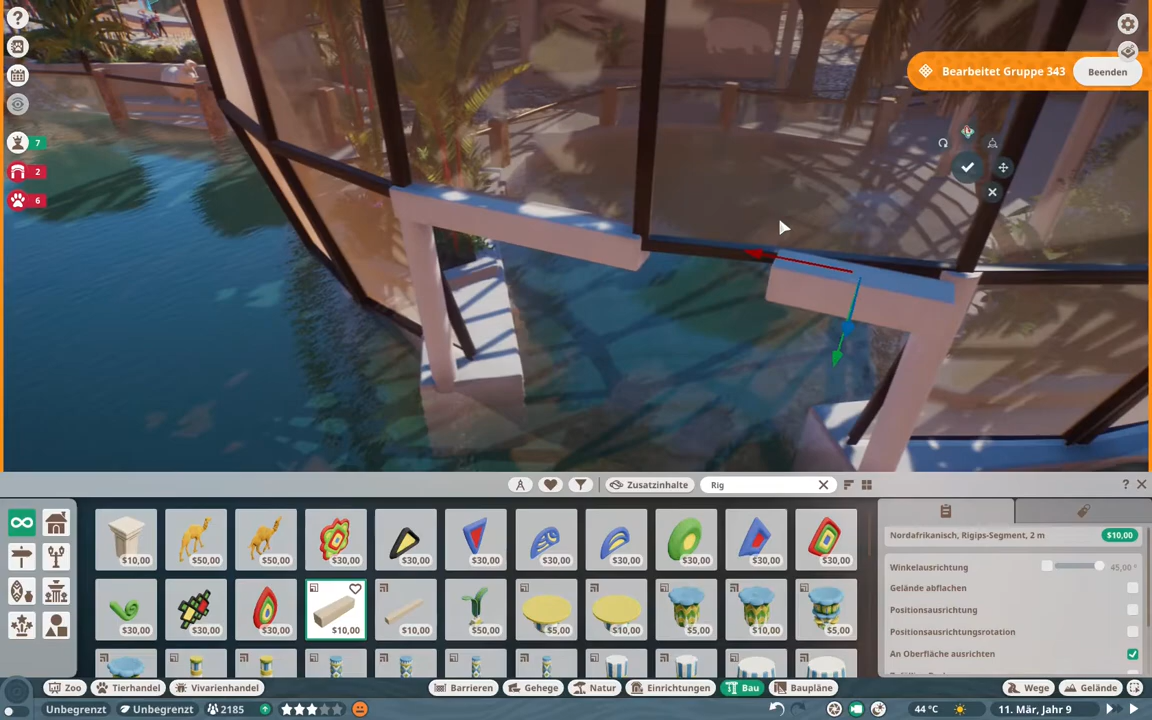 ?
Bearbeitet Gruppe 343
Beenden
7
2
6
Zusatzinhalte
Rig
?
$10,00
$50,00
$50,00
$30,00
$30,00
$30,00
$30,00
$30,00
$30,00
$30,00
$30,00
$30,00
$30,00
$30,00
$10,00
$10,00
$50,00
$5,00
$10,00
$5,00
$10,00
$5,00
Nordafrikanisch, Rigips-Segment, 2 m
$10,00
Winkelausrichtung
45,00 °
Gelände abflachen
Positionsausrichtung
Positionsausrichtungsrotation
An Oberfläche ausrichten
Zoo
Tierhandel
Vivarienhandel
Barrieren
Gehege
Natur
Einrichtungen
Bau
Baupläne
Wege
Gelände
Unbegrenzt
Unbegrenzt
2185
44 °C
11. Mär, Jahr 9